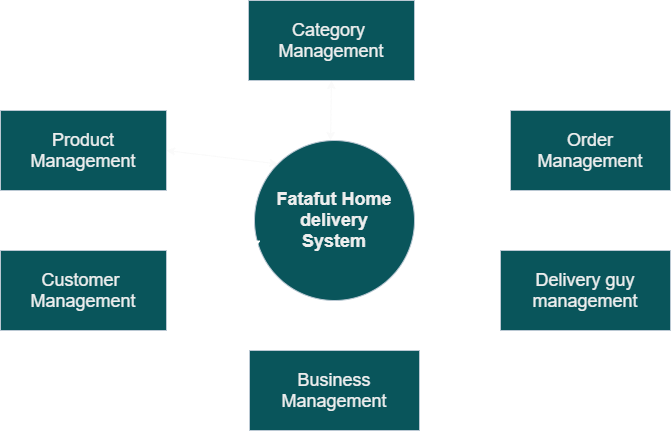 Category
Management
Product
Management
Order
Management
Fatafut Home
delivery
System
Customer
Management
Delivery guy
management
Business
Management